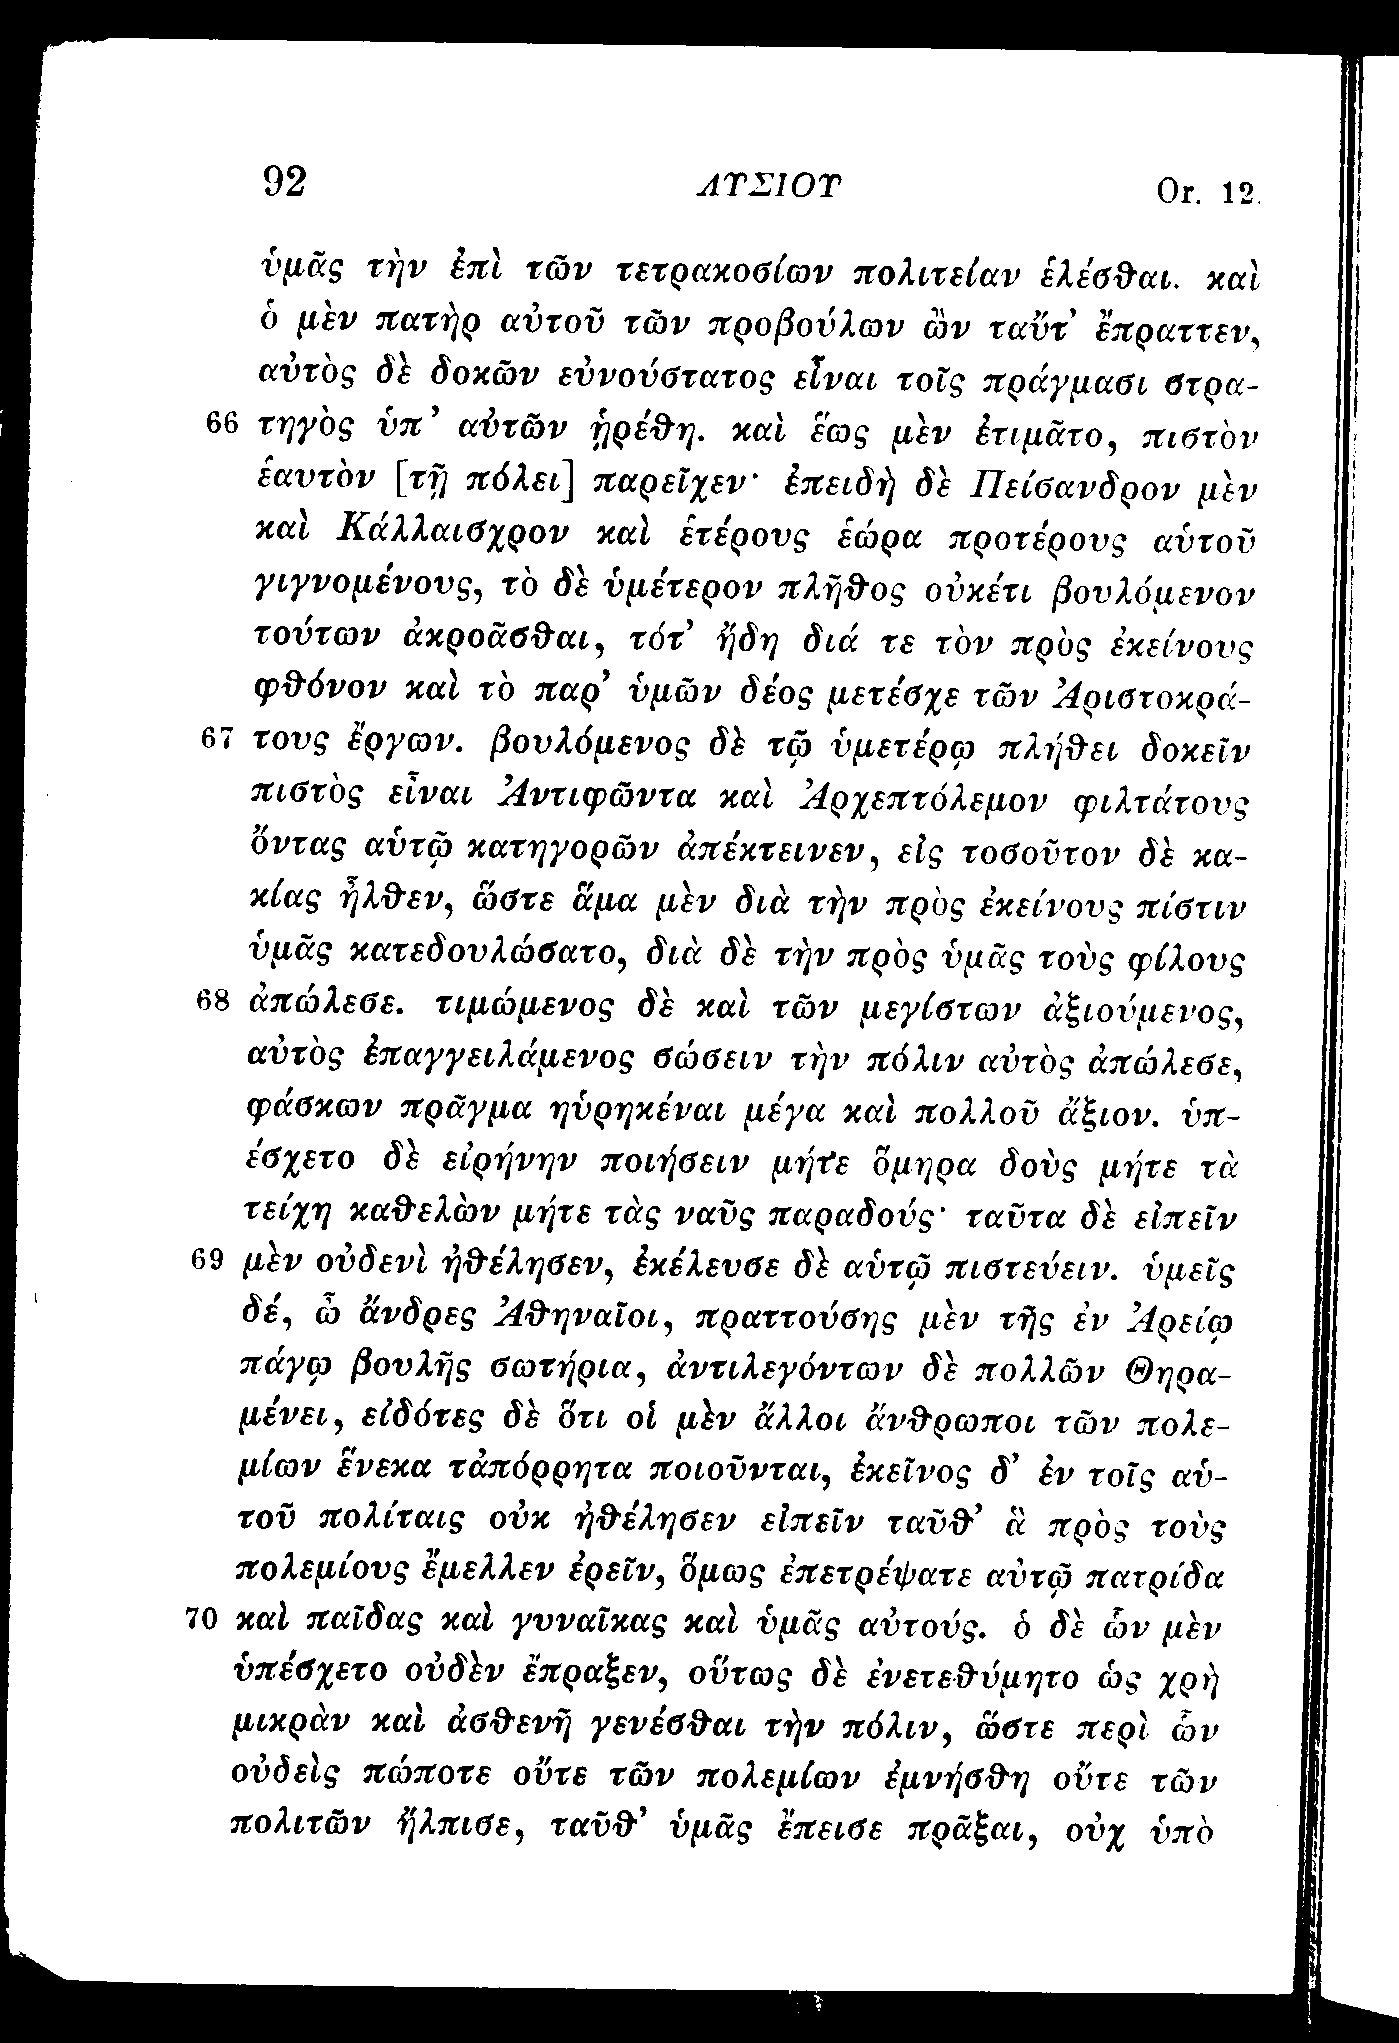 92 ΛΥΣΙΟΥ Or. 12.
ὑμᾶς τὴν ἐπὶ τῶν τετρακοσίων πολιτείαν ἑλέσθαι. καὶ
ὁ μὲν πατὴρ αὐτοῦ τῶν προβούλων ὢν ταὔτ' ἔπραττεν,
αὐτὸς δὲ δοκῶν εὐνούστατος εἶναι τοῖς πράγμασι στρα-
66 τηγὸς ὑπ' αὐτῶν ᾑρέθη. καὶ ἕως μὲν ἐτιμᾶτο, πιστὸν
ἑαυτὸν [τῇ πόλει] παρεῖχεν· ἐπειδὴ δὲ Πείσανδρον μὲν
καὶ Κάλλαισχρον καὶ ἑτέρους ἑώρα προτέρους αὑτοῦ
γιγνομένους, τὸ δὲ ὑμέτερον πλῆθος οὐκέτι βουλόμενον
τούτων ἀκροᾶσθαι, τότ' ἤδη διά τε τὸν πρὸς ἐκείνους
φθόνον καὶ τὸ παρ' ὑμῶν δέος μετέσχε τῶν Ἀριστοκρά-
67 τους ἔργων. βουλόμενος δὲ τῷ ὑμετέρῳ πλήθει δοκεῖν
πιστὸς εἶναι Ἀντιφῶντα καὶ Ἀρχεπτόλεμον φιλτάτους
ὄντας αὑτῷ κατηγορῶν ἀπέκτεινεν, εἰς τοσοῦτον δὲ κα-
κίας ἦλθεν, ὥστε ἅμα μὲν διὰ τὴν πρὸς ἐκείνους πίστιν
ὑμᾶς κατεδουλώσατο, διὰ δὲ τὴν πρὸς ὑμᾶς τοὺς φίλους
68 ἀπώλεσε. τιμώμενος δὲ καὶ τῶν μεγίστων ἀξιούμενος,
αὐτὸς ἐπαγγειλάμενος σώσειν τὴν πόλιν αὐτὸς ἀπώλεσε,
φάσκων πρᾶγμα ηὑρηκέναι μέγα καὶ πολλοῦ ἄξιον. ὑπ-
έσχετο δὲ εἰρήνην ποιήσειν μήτε ὅμηρα δοὺς μήτε τὰ
τείχη καθελὼν μήτε τὰς ναῦς παραδούς· ταῦτα δὲ εἰπεῖν
69 μὲν οὐδενὶ ἠθέλησεν, ἐκέλευσε δὲ αὑτῷ πιστεύειν. ὑμεῖς
δέ, ὦ ἄνδρες Ἀθηναῖοι, πραττούσης μὲν τῆς ἐν Ἀρείῳ
πάγῳ βουλῆς σωτήρια, ἀντιλεγόντων δὲ πολλῶν Θηρα-
μένει, εἰδότες δὲ ὅτι οἱ μὲν ἄλλοι ἄνθρωποι τῶν πολε-
μίων ἕνεκα τἀπόρρητα ποιοῦνται, ἐκεῖνος δ' ἐν τοῖς αὑ-
τοῦ πολίταις οὐκ ἠθέλησεν εἰπεῖν ταῦθ' ἃ πρὸς τοὺς
πολεμίους ἔμελλεν ἐρεῖν, ὅμως ἐπετρέψατε αὐτῷ πατρίδα
70 καὶ παῖδας καὶ γυναῖκας καὶ ὑμᾶς αὐτούς. ὁ δὲ ὧν μὲν
ὑπέσχετο οὐδὲν ἔπραξεν, οὕτως δὲ ἐνετεθύμητο ὡς χρὴ
μικρὰν καὶ ἀσθενῆ γενέσθαι τὴν πόλιν, ὥστε περὶ ὧν
οὐδεὶς πώποτε οὔτε τῶν πολεμίων ἐμνήσθη οὔτε τῶν
πολιτῶν ἤλπισε, ταῦθ' ὑμᾶς ἔπεισε πρᾶξαι, οὐχ ὑπὸ